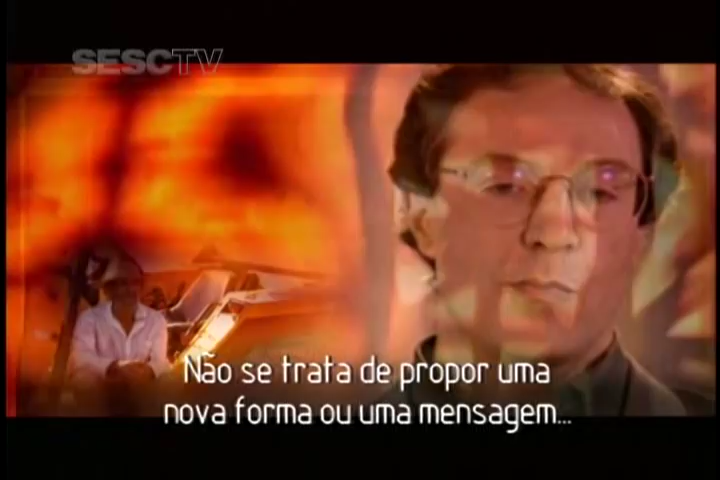 SESCTV
Não se trata de propor uma
nova forma ou uma mensagem...